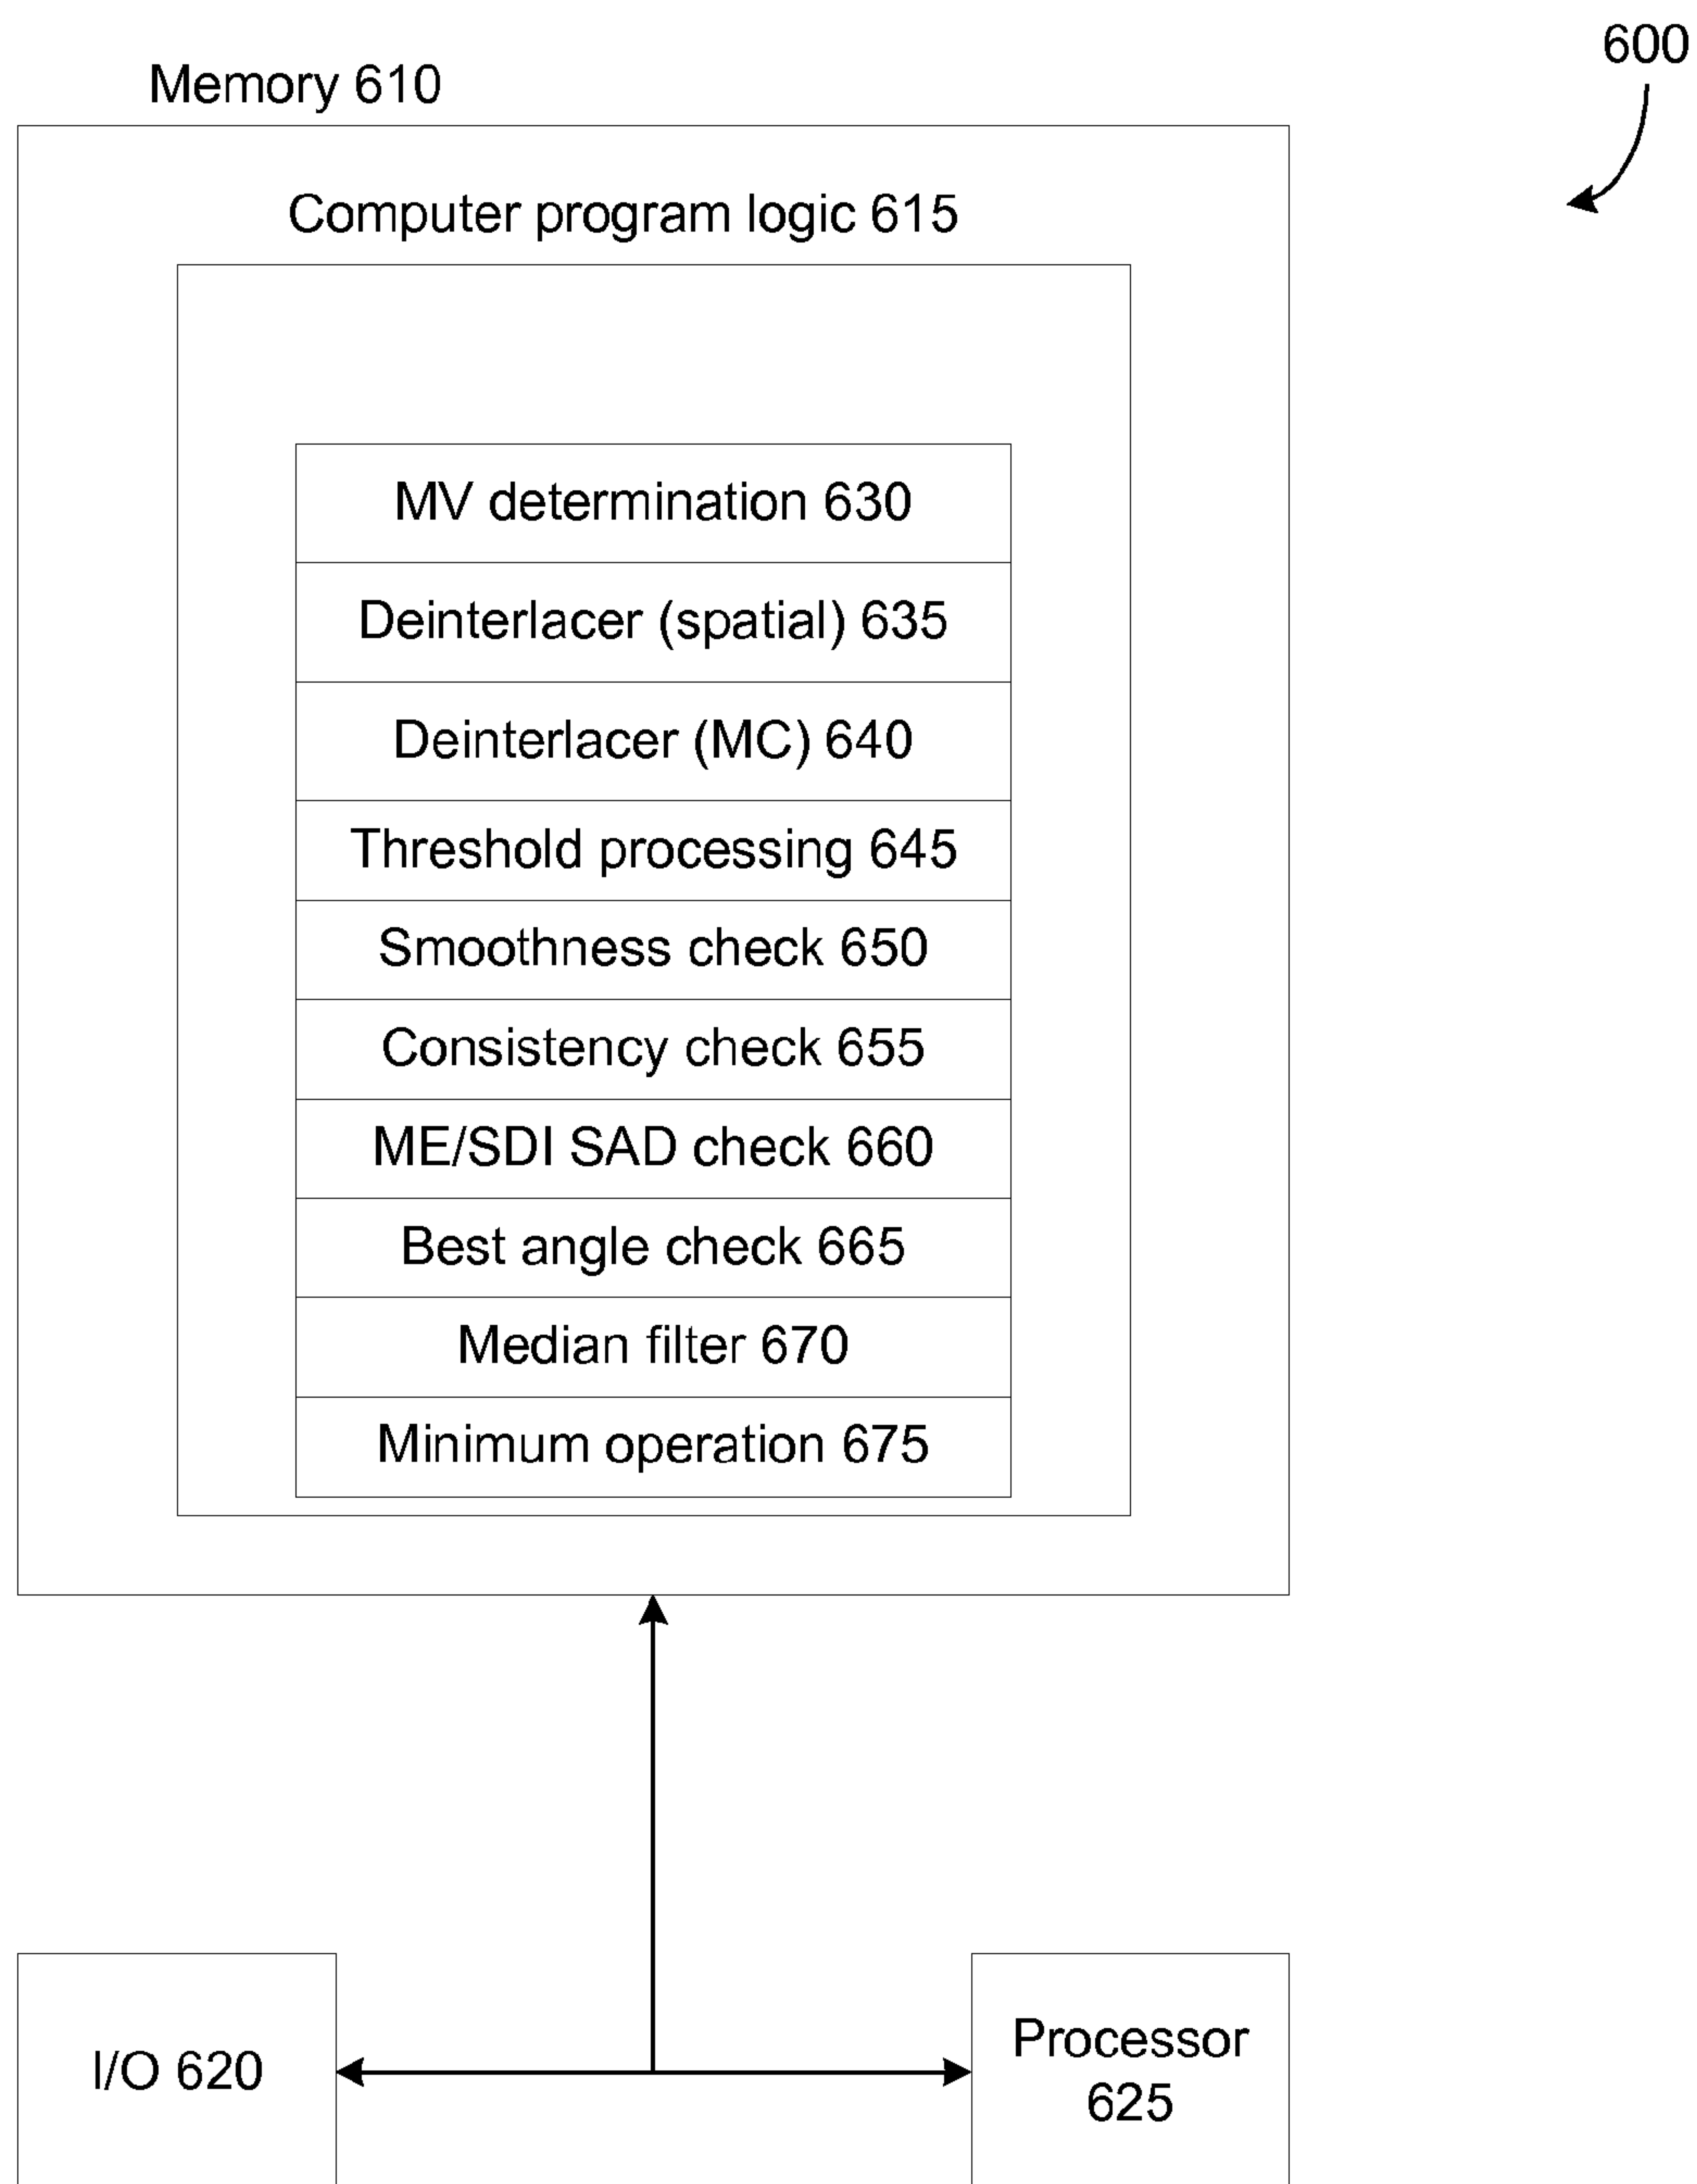 600
Memory 610
Computer program logic 615
MV determination 630
Deinterlacer (spatial) 635
Deinterlacer (MC) 640
Threshold processing 645
Smoothness check 650
Consistency check 655
ME/SDI SAD check 660
Best angle check 665
Median filter 670
Minimum operation 675
I/O 620
Processor
625